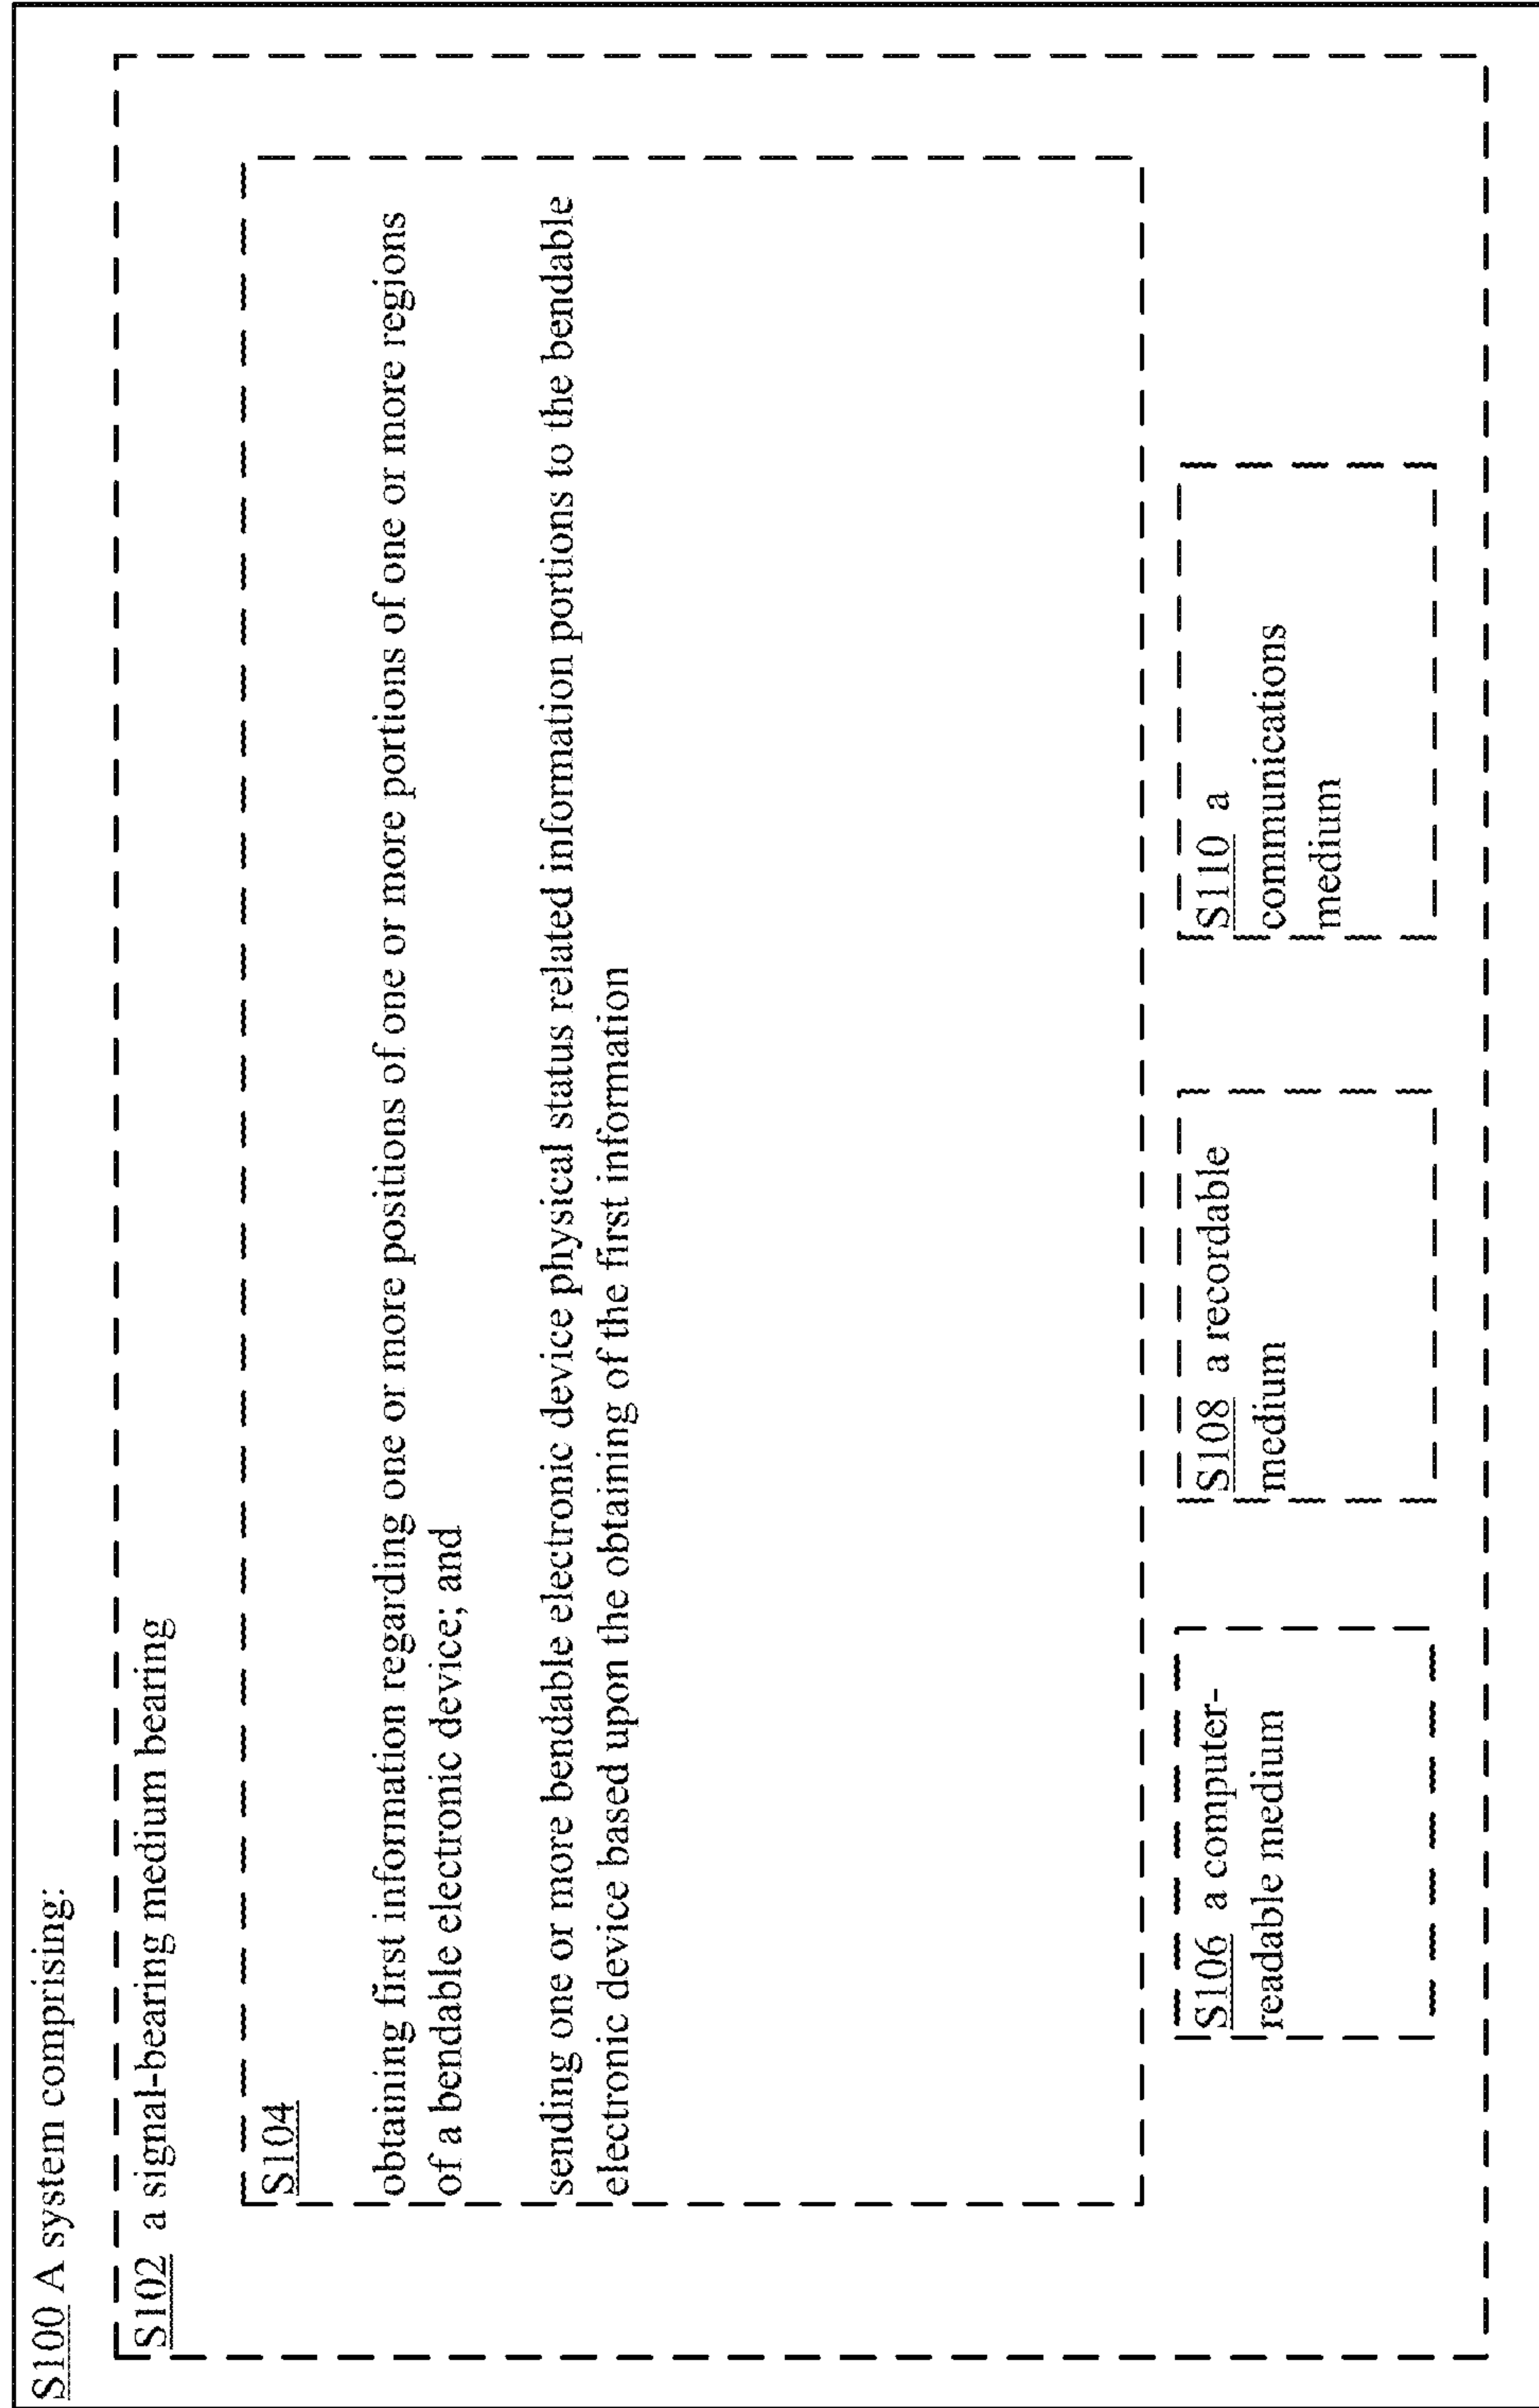 S100 A system comprising:
S102 a signal-bearing medium bearing
S104
obtaining first information regarding one or more positions of one or more portions of one or more regions
of a bendable electronic device; and
sending one or more bendable electronic device physical status related information portions to the bendable
electronic device based upon the obtaining of the first information
S106 a computer-
readable medium
S108 a recordable
medium
S110 a
communications
medium